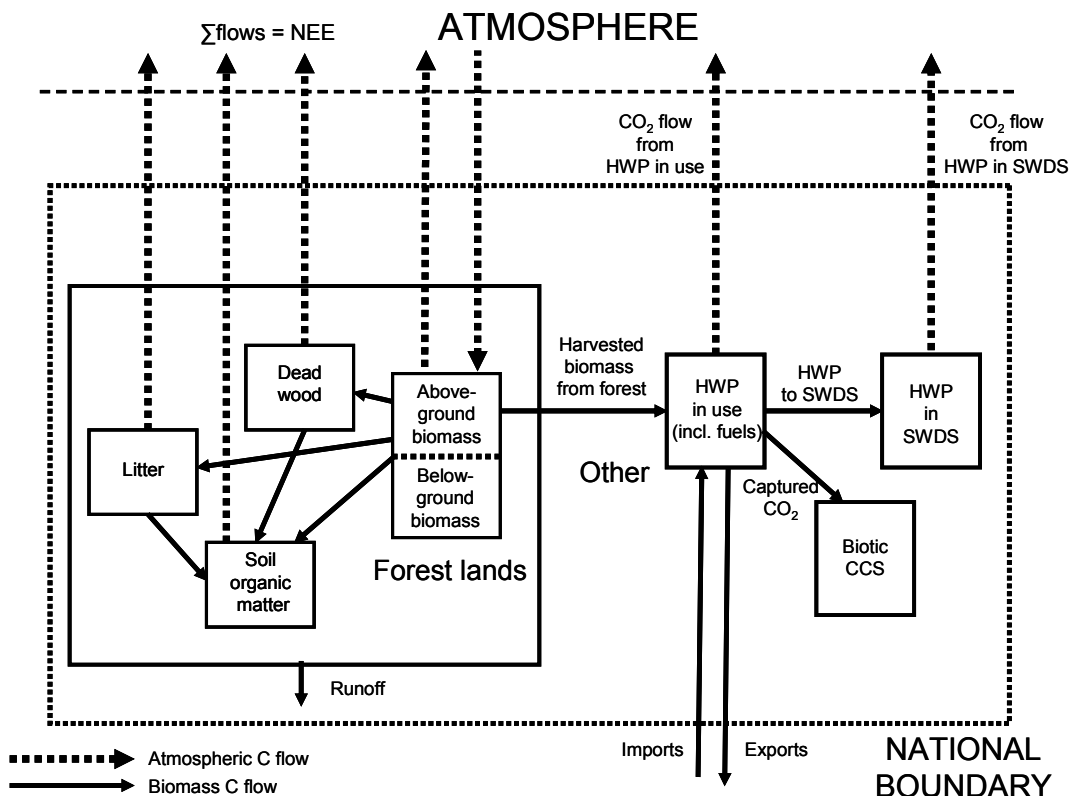 ATMOSPHERE
∑flows = NEE
CO₂ flow
from
HWP in use
CO₂ flow
from
HWP in SWDS
Dead
wood
Above-
ground
biomass
Below-
ground
biomass
Litter
Soil
organic
matter
Forest lands
Runoff
Harvested
biomass
from forest
Other
HWP
in use
(incl. fuels)
HWP
to SWDS
HWP
in
SWDS
Captured
CO₂
Biotic
CCS
Imports
Exports
NATIONAL
BOUNDARY
Atmospheric C flow
Biomass C flow